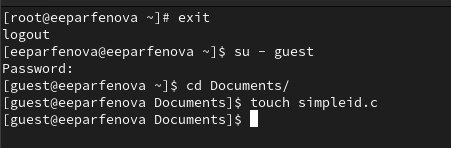 [root@eeparfenova ~]# exit
logout
[eeparfenova@eeparfenova ~]$ su - guest
Password:
[guest@eeparfenova ~]$ cd Documents/
[guest@eeparfenova Documents]$ touch simpleid.c
[guest@eeparfenova Documents]$